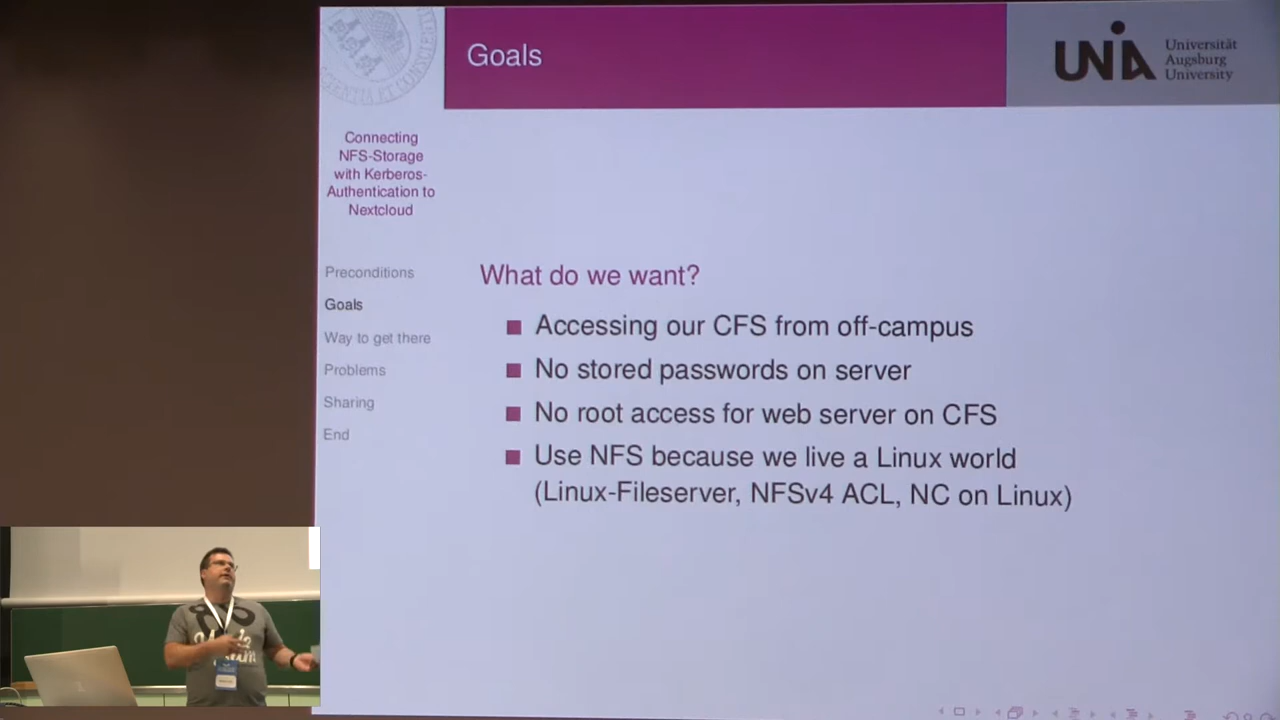 Goals
UNIA
Universität
Augsburg
University
Connecting
NFS-Storage
with Kerberos-
Authentication to
Nextcloud
Preconditions
Goals
Way to get there
Problems
Sharing
End
What do we want?
Accessing our CFS from off-campus
No stored passwords on server
No root access for web server on CFS
Use NFS because we live a Linux world
(Linux-Fileserver, NFSv4 ACL, NC on Linux)